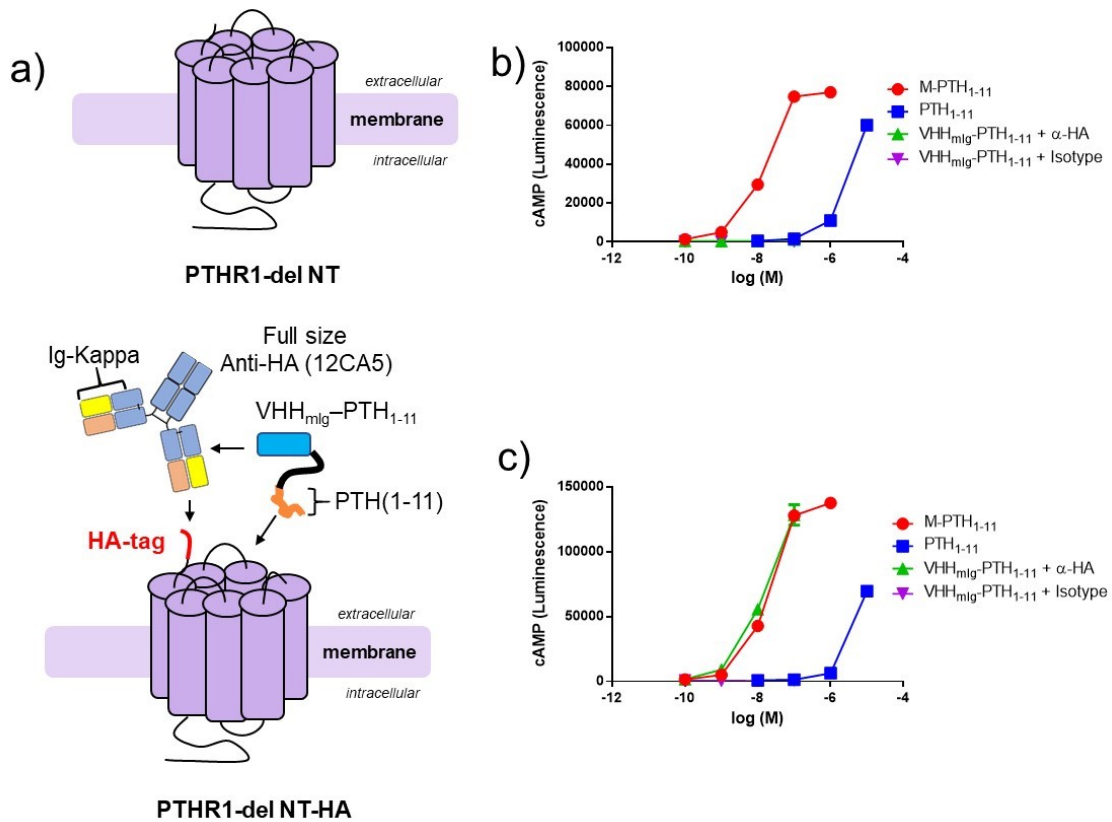 a)
extracellular
membrane
intracellular
PTHR1-del NT
Full size
Anti-HA (12CA5)
Ig-Kappa
VHHmIg–PTH1-11
PTH(1-11)
HA-tag
extracellular
membrane
intracellular
PTHR1-del NT-HA
b)
cAMP (Luminescence)
100000
80000
60000
40000
20000
0
-12
-10
-8
-6
-4
log (M)
M-PTH1-11
PTH1-11
VHHmIg-PTH1-11 + α-HA
VHHmIg-PTH1-11 + Isotype
c)
cAMP (Luminescence)
150000
100000
50000
0
-12
-10
-8
-6
-4
log (M)
M-PTH1-11
PTH1-11
VHHmIg-PTH1-11 + α-HA
VHHmIg-PTH1-11 + Isotype